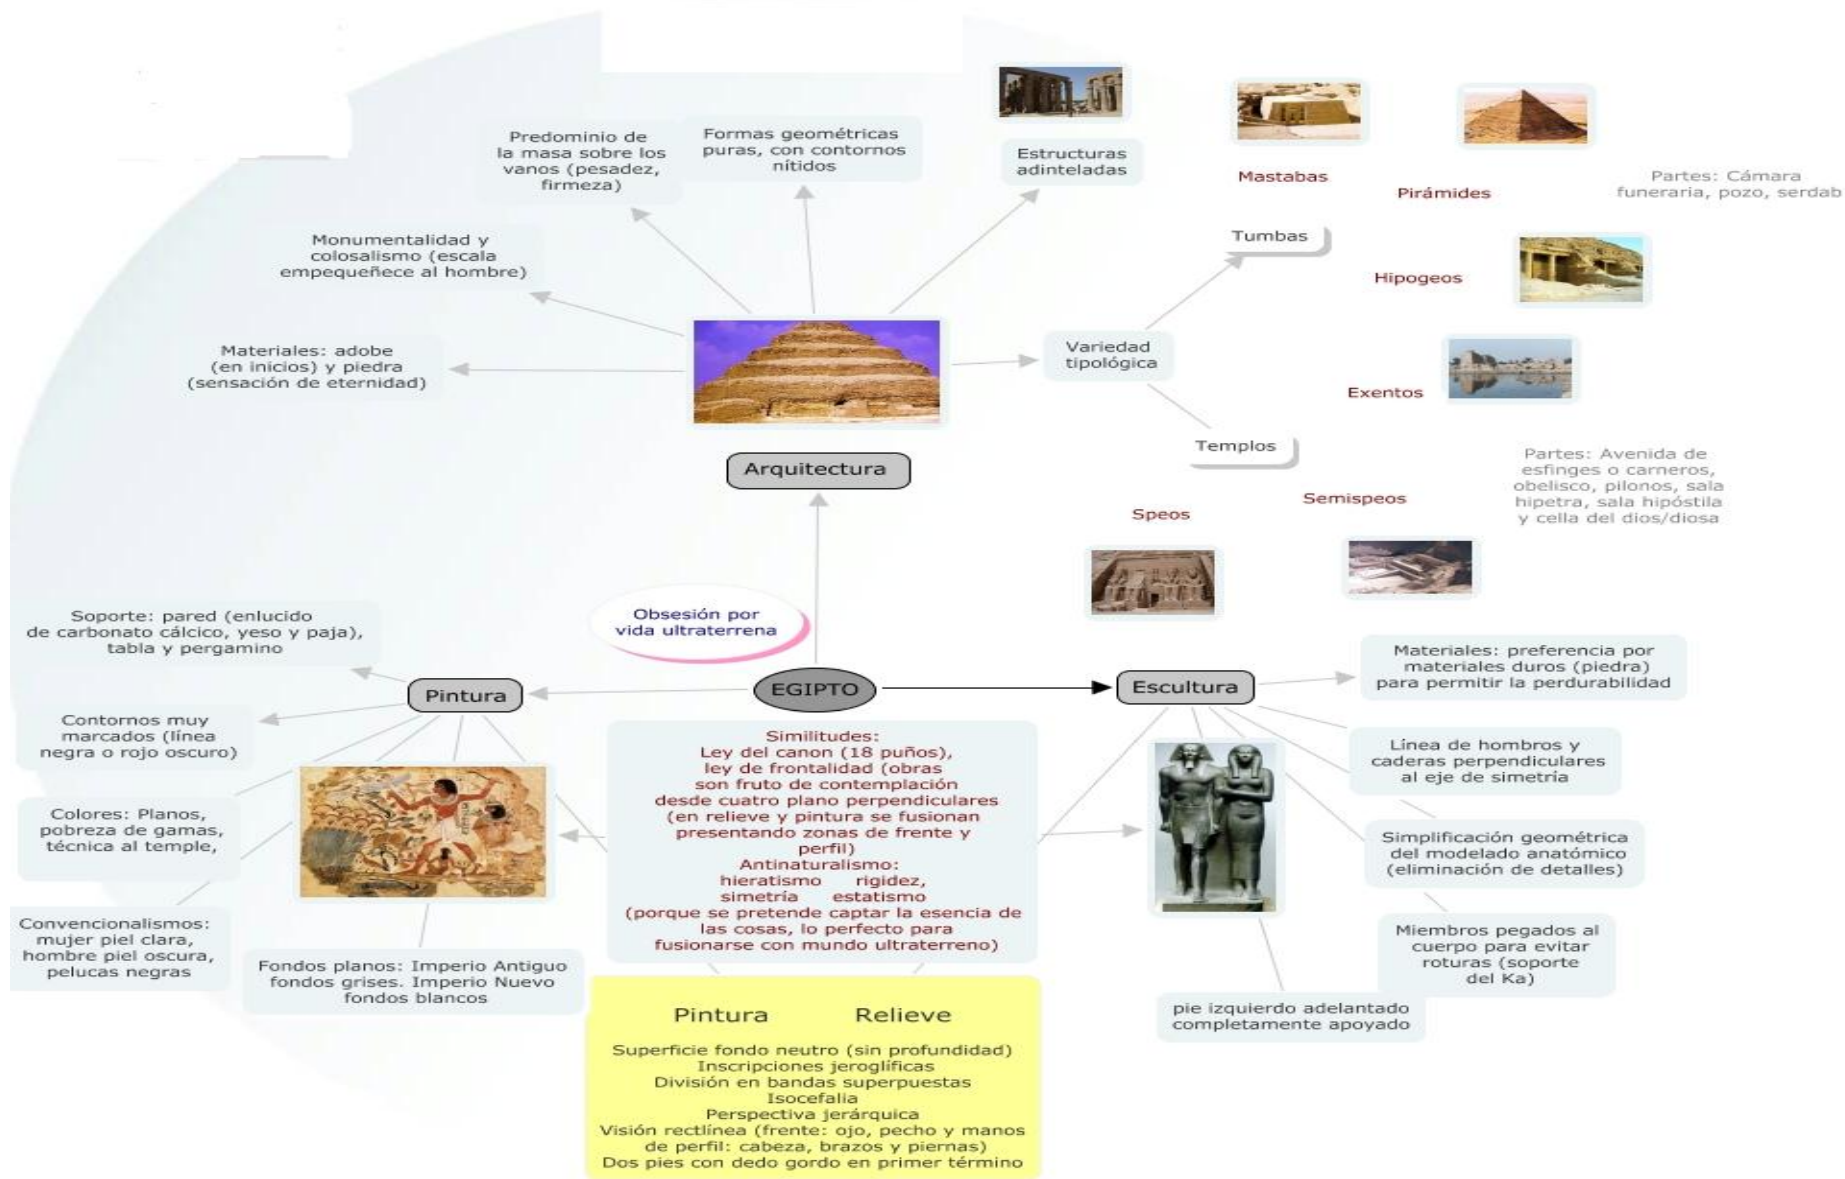 Predominio de
la masa sobre los
vanos (pesadez,
firmeza)
Formas geométricas
puras, con contornos
nítidos
Estructuras
adinteladas
Mastabas
Pirámides
Partes: Cámara
funeraria, pozo, serdab
Monumentalidad y
colosalismo (escala
empequeñece al hombre)
Tumbas
Hipogeos
Materiales: adobe
(en inicios) y piedra
(sensación de eternidad)
Variedad
tipológica
Exentos
Arquitectura
Templos
Partes: Avenida de
esfinges o carneros,
obelisco, pilonos, sala
hipetra, sala hipóstila
y cella del dios/diosa
Semispeos
Speos
Obsesión por
vida ultraterrena
EGIPTO
Pintura
Soporte: pared (enlucido
de carbonato cálcico, yeso y paja),
tabla y pergamino
Contornos muy
marcados (línea
negra o rojo oscuro)
Colores: Planos,
pobreza de gamas,
técnica al temple,
Convencionalismos:
mujer piel clara,
hombre piel oscura,
pelucas negras
Fondos planos: Imperio Antiguo
fondos grises. Imperio Nuevo
fondos blancos
Similitudes:
Ley del canon (18 puños),
ley de frontalidad (obras
son fruto de contemplación
desde cuatro plano perpendiculares
(en relieve y pintura se fusionan
presentando zonas de frente y
perfil)
Antinaturalismo:
hieratismo rigidez,
simetría estatismo
(porque se pretende captar la esencia de
las cosas, lo perfecto para
fusionarse con mundo ultraterreno)
Escultura
Materiales: preferencia por
materiales duros (piedra)
para permitir la perdurabilidad
Línea de hombros y
caderas perpendiculares
al eje de simetría
Simplificación geométrica
del modelado anatómico
(eliminación de detalles)
Miembros pegados al
cuerpo para evitar
roturas (soporte
del Ka)
pie izquierdo adelantado
completamente apoyado
Pintura Relieve
Superficie fondo neutro (sin profundidad)
Inscripciones jeroglíficas
División en bandas superpuestas
Isocefalia
Perspectiva jerárquica
Visión rectlínea (frente: ojo, pecho y manos
de perfil: cabeza, brazos y piernas)
Dos pies con dedo gordo en primer término